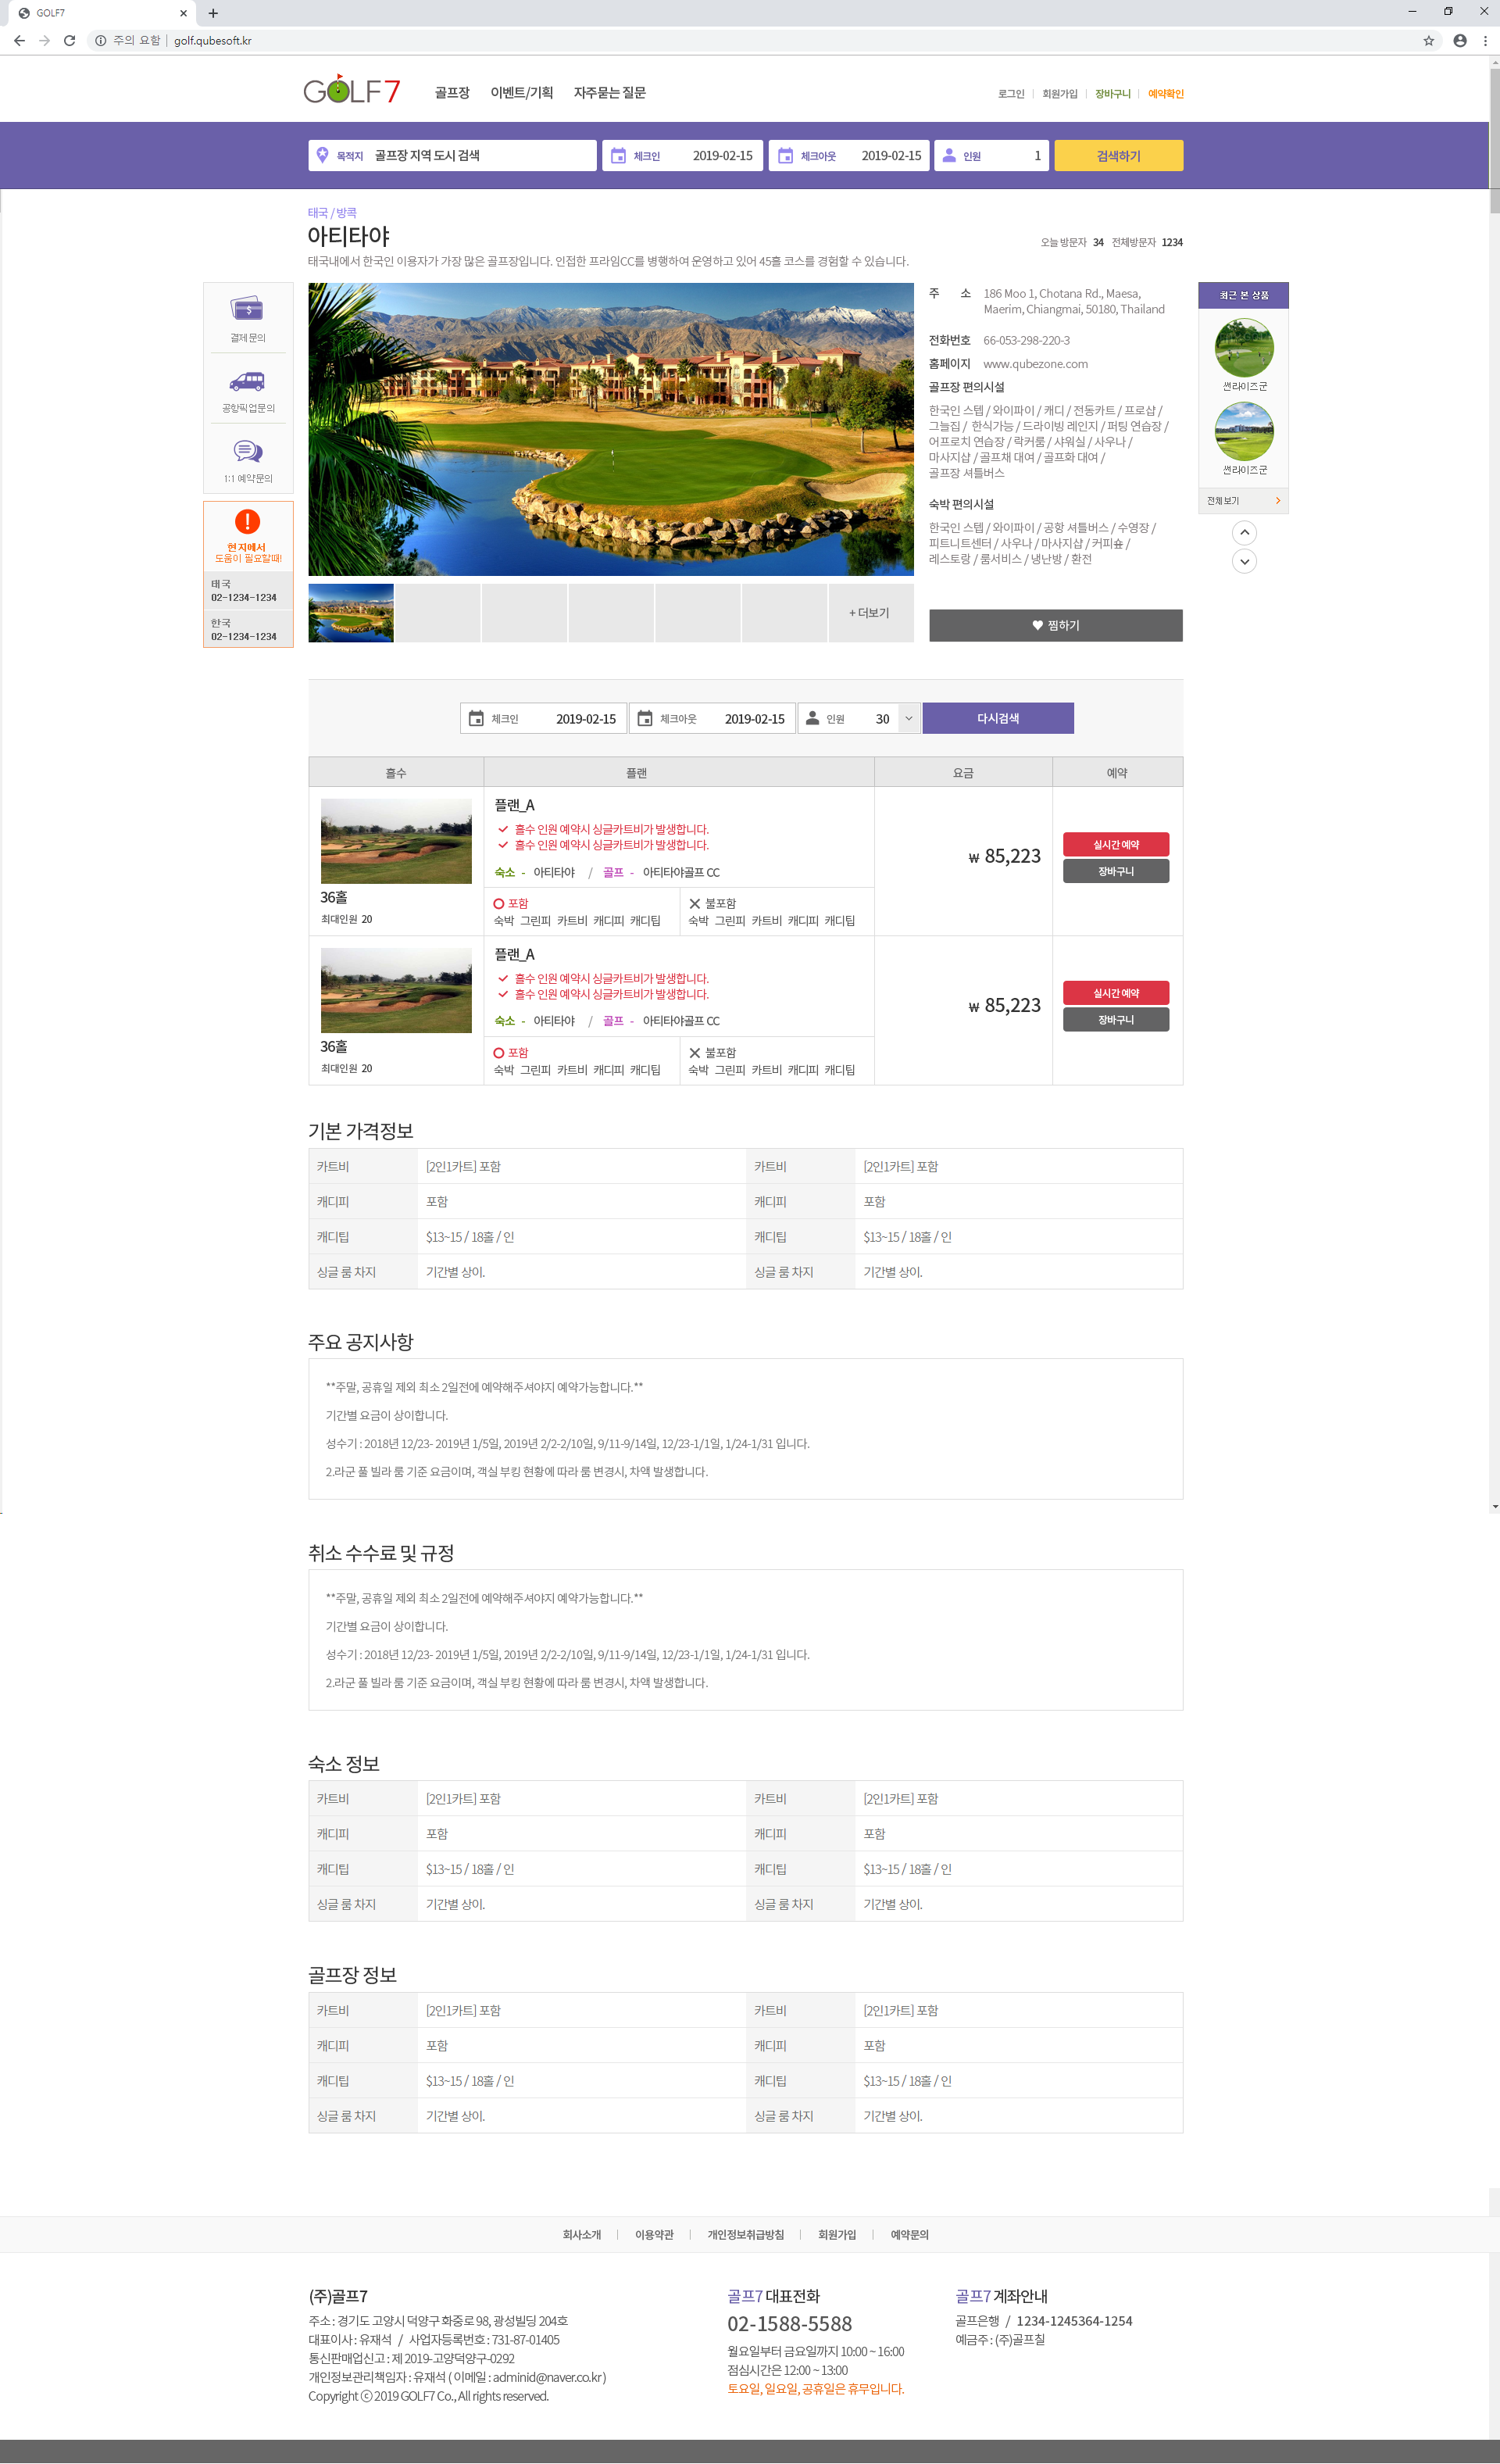 GOLF7
주의 요함 | golf.qubesoft.kr
GOLF7
골프장 이벤트/기획 자주묻는 질문
로그인 회원가입 장바구니 예약확인
목적지 골프장 지역 도시 검색 체크인 2019-02-15 체크아웃 2019-02-15 인원 1 검색하기
태국 / 방콕
아티타야
오늘 방문자 34 전체방문자 1234
태국내에서 한국인 이용자가 가장 많은 골프장입니다. 인접한 프라임CC를 병행하여 운영하고 있어 45홀 코스를 경험할 수 있습니다.
결제문의
공항픽업문의
1:1 예약문의
현지에서
도움이 필요할때!
태국
02-1234-1234
한국
02-1234-1234
주 소 186 Moo 1, Chotana Rd., Maesa,
Maerim, Chiangmai, 50180, Thailand
전화번호 66-053-298-220-3
홈페이지 www.qubezone.com
골프장 편의시설
한국인 스텝 / 와이파이 / 캐디 / 전동카트 / 프로샵 /
그늘집 / 한식가능 / 드라이빙 레인지 / 퍼팅 연습장 /
어프로치 연습장 / 락커룸 / 샤워실 / 사우나 /
마사지샵 / 골프채 대여 / 골프화 대여 /
골프장 셔틀버스
숙박 편의시설
한국인 스텝 / 와이파이 / 공항 셔틀버스 / 수영장 /
피트니트센터 / 사우나 / 마사지샵 / 커피숖 /
레스토랑 / 룸서비스 / 냉난방 / 환전
찜하기
최근 본 상품
썬라이즈군
썬라이즈군
전체보기
+ 더보기
체크인 2019-02-15 체크아웃 2019-02-15 인원 30 다시검색
홀수 플랜 요금 예약
36홀
최대인원 20
플랜_A
홀수 인원 예약시 싱글카트비가 발생합니다.
홀수 인원 예약시 싱글카트비가 발생합니다.
숙소 - 아티타야 / 골프 - 아티타야골프 CC
포함
숙박 그린피 카트비 캐디피 캐디팁
불포함
숙박 그린피 카트비 캐디피 캐디팁
₩ 85,223
실시간 예약
장바구니
36홀
최대인원 20
플랜_A
홀수 인원 예약시 싱글카트비가 발생합니다.
홀수 인원 예약시 싱글카트비가 발생합니다.
숙소 - 아티타야 / 골프 - 아티타야골프 CC
포함
숙박 그린피 카트비 캐디피 캐디팁
불포함
숙박 그린피 카트비 캐디피 캐디팁
₩ 85,223
실시간 예약
장바구니
기본 가격정보
카트비 [2인1카트] 포함 카트비 [2인1카트] 포함
캐디피 포함 캐디피 포함
캐디팁 $13~15 / 18홀 / 인 캐디팁 $13~15 / 18홀 / 인
싱글 룸 차지 기간별 상이. 싱글 룸 차지 기간별 상이.
주요 공지사항
**주말, 공휴일 제외 최소 2일전에 예약해주셔야지 예약가능합니다.**
기간별 요금이 상이합니다.
성수기 : 2018년 12/23- 2019년 1/5일, 2019년 2/2-2/10일, 9/11-9/14일, 12/23-1/1일, 1/24-1/31 입니다.
2.라군 풀 빌라 룸 기준 요금이며, 객실 부킹 현황에 따라 룸 변경시, 차액 발생합니다.
취소 수수료 및 규정
**주말, 공휴일 제외 최소 2일전에 예약해주셔야지 예약가능합니다.**
기간별 요금이 상이합니다.
성수기 : 2018년 12/23- 2019년 1/5일, 2019년 2/2-2/10일, 9/11-9/14일, 12/23-1/1일, 1/24-1/31 입니다.
2.라군 풀 빌라 룸 기준 요금이며, 객실 부킹 현황에 따라 룸 변경시, 차액 발생합니다.
숙소 정보
카트비 [2인1카트] 포함 카트비 [2인1카트] 포함
캐디피 포함 캐디피 포함
캐디팁 $13~15 / 18홀 / 인 캐디팁 $13~15 / 18홀 / 인
싱글 룸 차지 기간별 상이. 싱글 룸 차지 기간별 상이.
골프장 정보
카트비 [2인1카트] 포함 카트비 [2인1카트] 포함
캐디피 포함 캐디피 포함
캐디팁 $13~15 / 18홀 / 인 캐디팁 $13~15 / 18홀 / 인
싱글 룸 차지 기간별 상이. 싱글 룸 차지 기간별 상이.
회사소개 이용약관 개인정보취급방침 회원가입 예약문의
(주)골프7
주소 : 경기도 고양시 덕양구 화중로 98, 광성빌딩 204호
대표이사 : 유재석 / 사업자등록번호 : 731-87-01405
통신판매업신고 : 제 2019-고양덕양구-0292
개인정보관리책임자 : 유재석 ( 이메일 : adminid@naver.co.kr )
Copyright ⓒ 2019 GOLF7 Co., All rights reserved.
골프7 대표전화
02-1588-5588
월요일부터 금요일까지 10:00 ~ 16:00
점심시간은 12:00 ~ 13:00
토요일, 일요일, 공휴일은 휴무입니다.
골프7 계좌안내
골프은행 / 1234-1245364-1254
예금주 : (주)골프칠